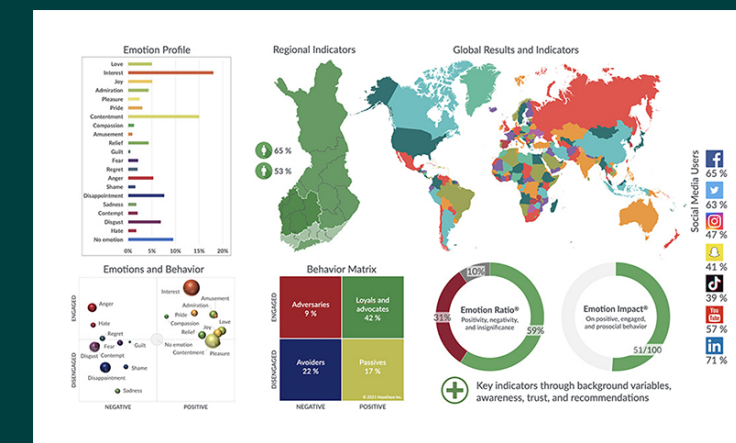 Emotion Profile
Love
Interest
Joy
Admiration
Pleasure
Pride
Contentment
Compassion
Amusement
Relief
Guilt
Fear
Regret
Anger
Shame
Disappointment
Sadness
Contempt
Disgust
Hate
No emotion
0% 5% 10% 15% 20%
Regional Indicators
65 %
53 %
Global Results and Indicators
Social Media Users
65 %
63 %
47 %
41 %
39 %
You
Tube
57 %
in
71 %
Emotions and Behavior
ENGAGED
DISENGAGED
Interest
Amusement
Admiration
Anger
Pride
Love
Compassion
Joy
Hate
Relief
Regret
No emotion
Fear
Guilt
Contentment
Pleasure
Disgust
Contempt
Shame
Disappointment
Sadness
NEGATIVE POSITIVE
Behavior Matrix
ENGAGED
DISENGAGED
Adversaries
9 %
Loyals and
advocates
42 %
Avoiders
22 %
Passives
17 %
NEGATIVE POSITIVE
10%
31%
59%
Emotion Ratio®
Positivity, negativity,
and insignificance
Emotion Impact®
On positive, engaged,
and prosocial behavior
51/100
Key indicators through background variables,
awareness, trust, and recommendations